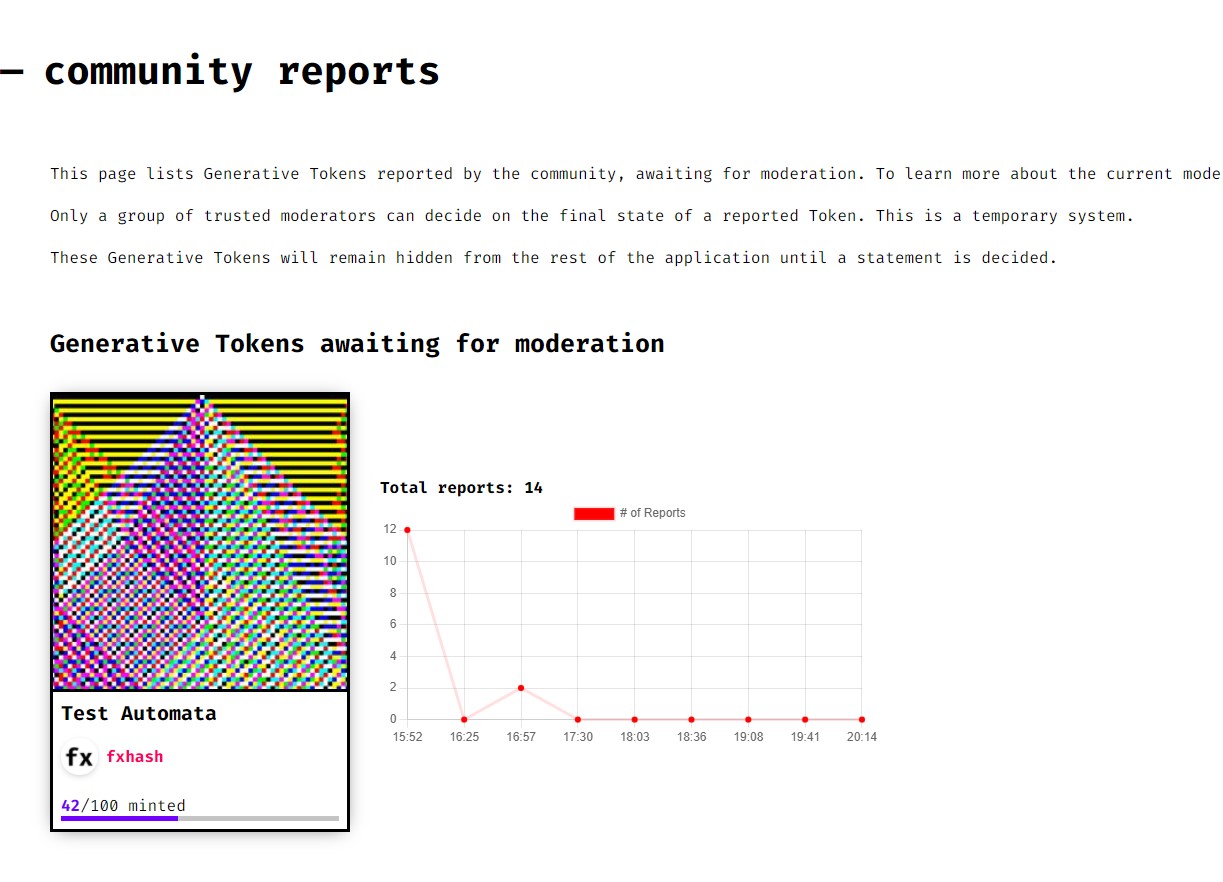 — community reports
This page lists Generative Tokens reported by the community, awaiting for moderation. To learn more about the current mode
Only a group of trusted moderators can decide on the final state of a reported Token. This is a temporary system.
These Generative Tokens will remain hidden from the rest of the application until a statement is decided.
Generative Tokens awaiting for moderation
Test Automata
fx fxhash
42/100 minted
Total reports: 14
# of Reports
12
10
8
6
4
2
0
15:52 16:25 16:57 17:30 18:03 18:36 19:08 19:41 20:14